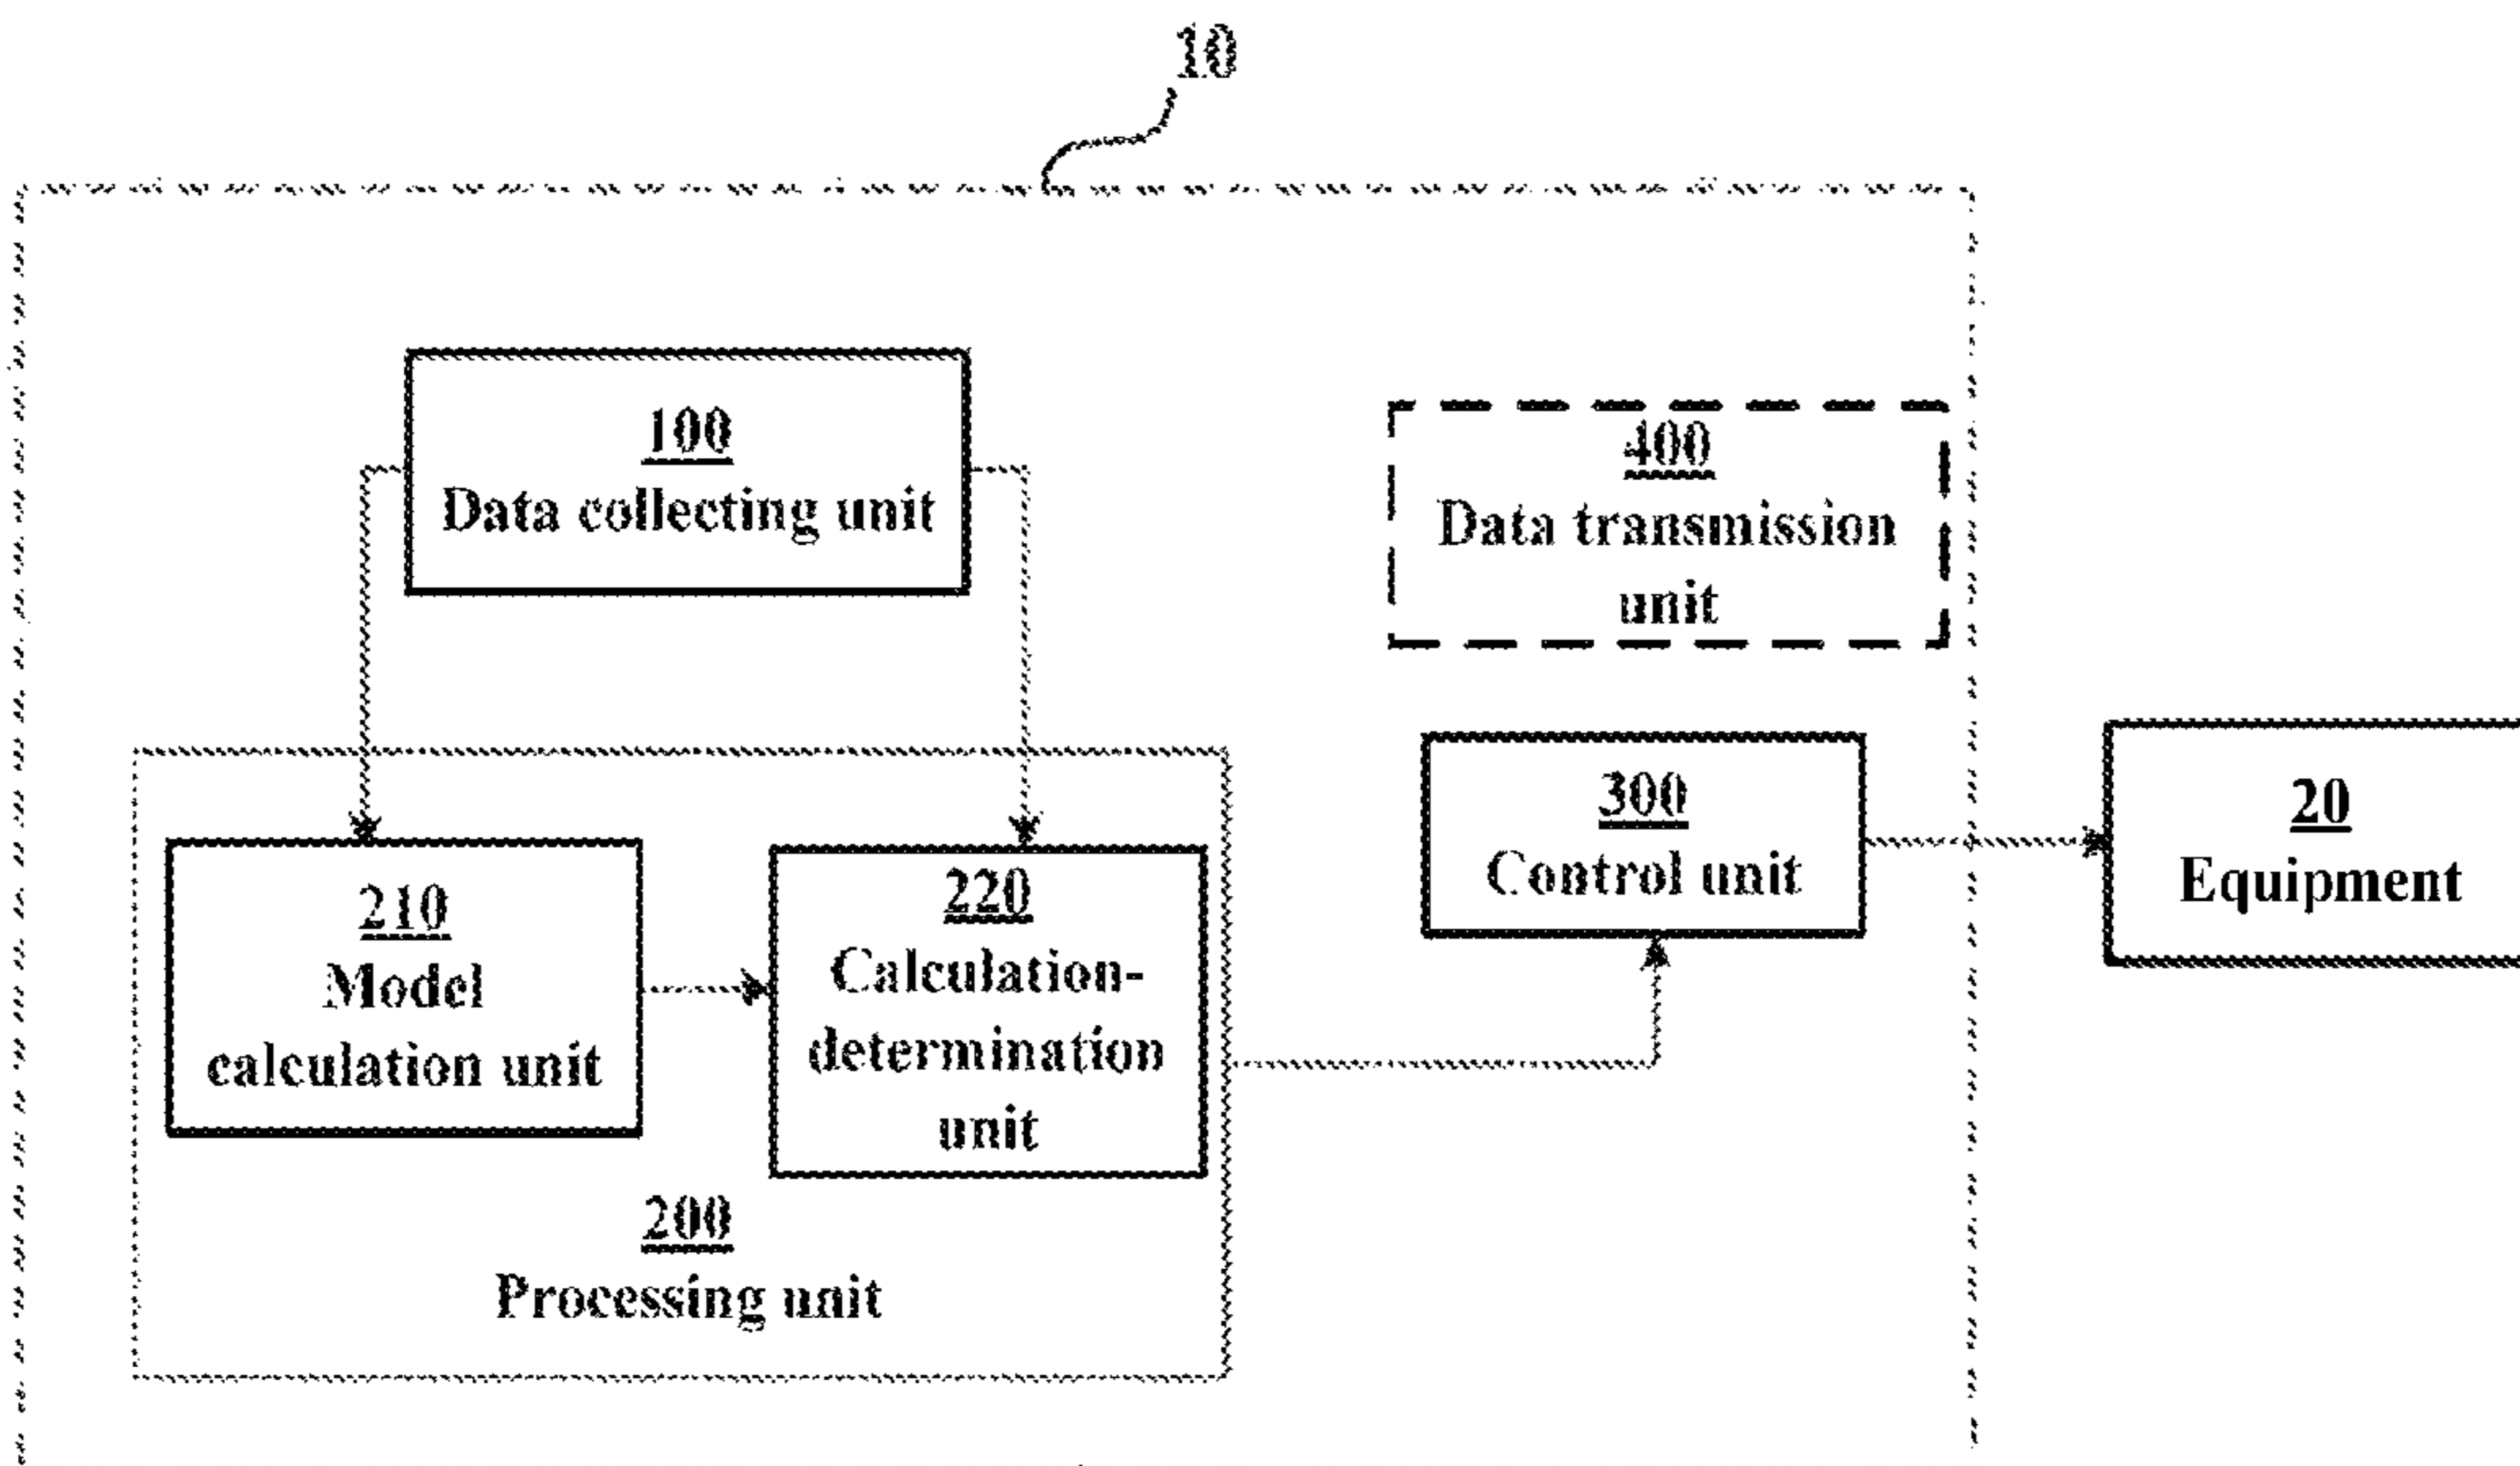 10
100
Data collecting unit
400
Data transmission
unit
300
Control unit
20
Equipment
210
Model
calculation unit
220
Calculation-
determination
unit
200
Processing unit